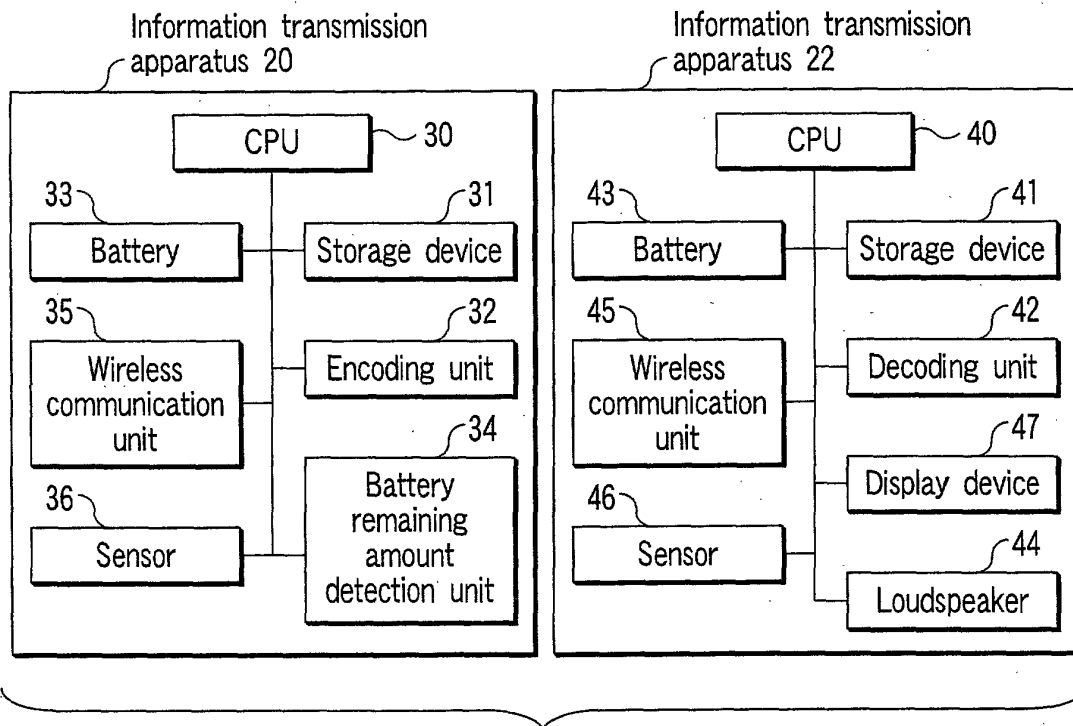 Information transmission
apparatus 20
CPU
30
33
Battery
31
Storage device
35
Wireless
communication
unit
32
Encoding unit
36
Sensor
34
Battery
remaining
amount
detection unit
Information transmission
apparatus 22
CPU
40
43
Battery
41
Storage device
45
Wireless
communication
unit
42
Decoding unit
47
Display device
46
Sensor
44
Loudspeaker